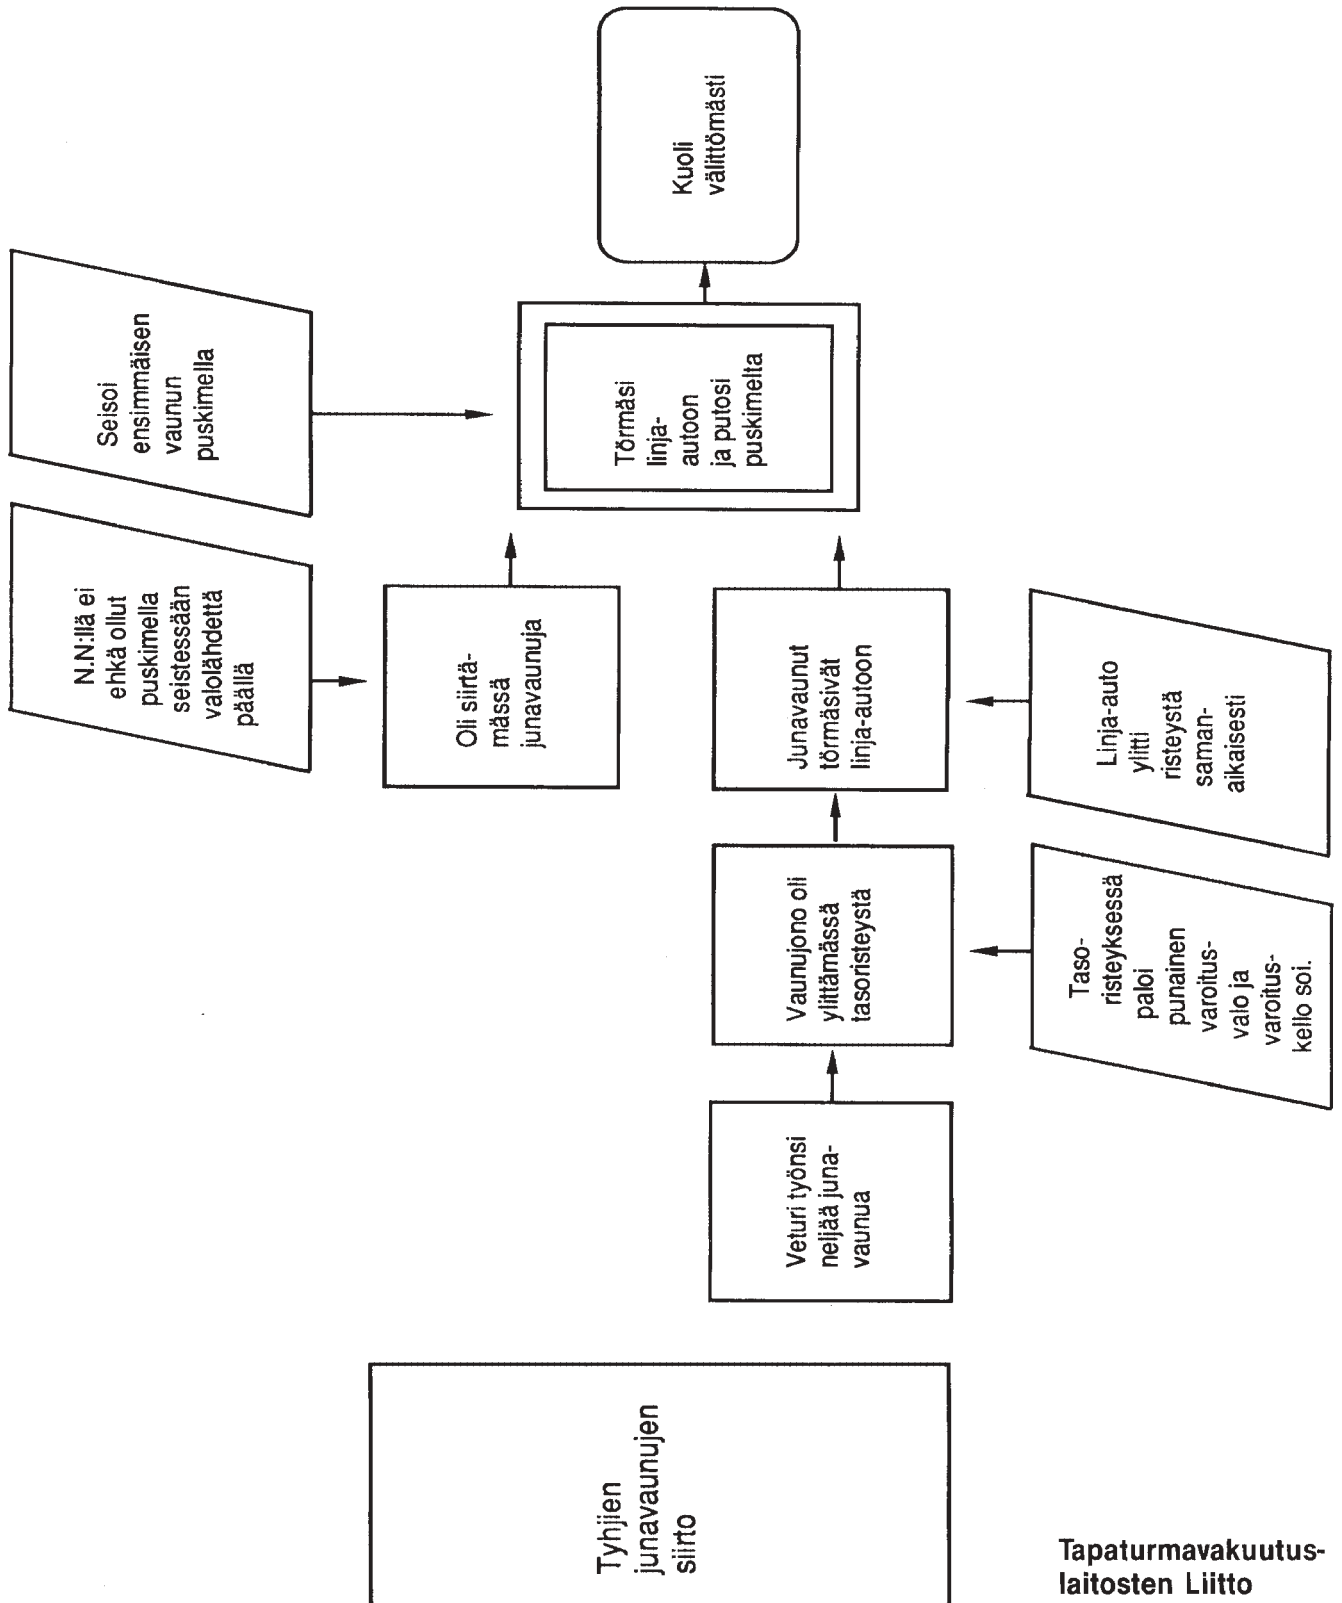 Tyhjien
junavaunujen
siirto
N.N:llä ei
ehkä ollut
puskimella
seistessään
valolähdettä
päällä
Seisoi
ensimmäisen
vaunun
puskimella
Oli siirtä-
mässä
junavaunuja
Törmäsi
linja-
autoon
ja putosi
puskimelta
Kuoli
välittömästi
Veturi työnsi
neljää juna-
vaunua
Vaunujono oli
ylittämässä
tasoristeystä
Junavaunut
törmäsivät
linja-autoon
Taso-
risteyksessä
paloi
punainen
varoitus-
valo ja
varoitus-
kello soi.
Linja-auto
ylitti
risteystä
saman-
aikaisesti
Tapaturmavakuutus-
laitosten Liitto